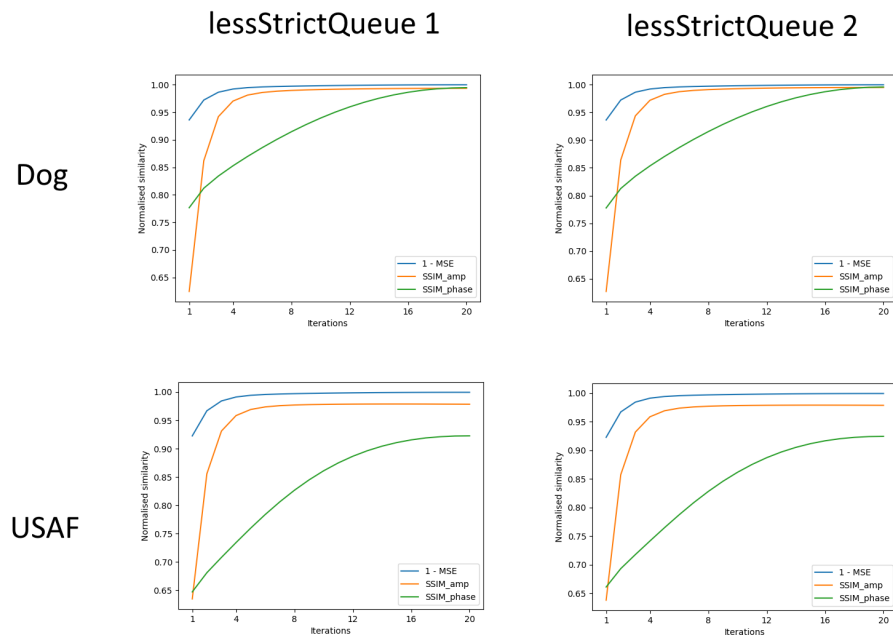 lessStrictQueue 1
lessStrictQueue 2
Dog
Normalised similarity
1.00
0.95
0.90
0.85
0.80
0.75
0.70
0.65
1 - MSE
SSIM_amp
SSIM_phase
1 4 8 12 16 20
Iterations
Normalised similarity
1.00
0.95
0.90
0.85
0.80
0.75
0.70
0.65
1 - MSE
SSIM_amp
SSIM_phase
1 4 8 12 16 20
Iterations
USAF
Normalised similarity
1.00
0.95
0.90
0.85
0.80
0.75
0.70
0.65
1 - MSE
SSIM_amp
SSIM_phase
1 4 8 12 16 20
Iterations
Normalised similarity
1.00
0.95
0.90
0.85
0.80
0.75
0.70
0.65
1 - MSE
SSIM_amp
SSIM_phase
1 4 8 12 16 20
Iterations